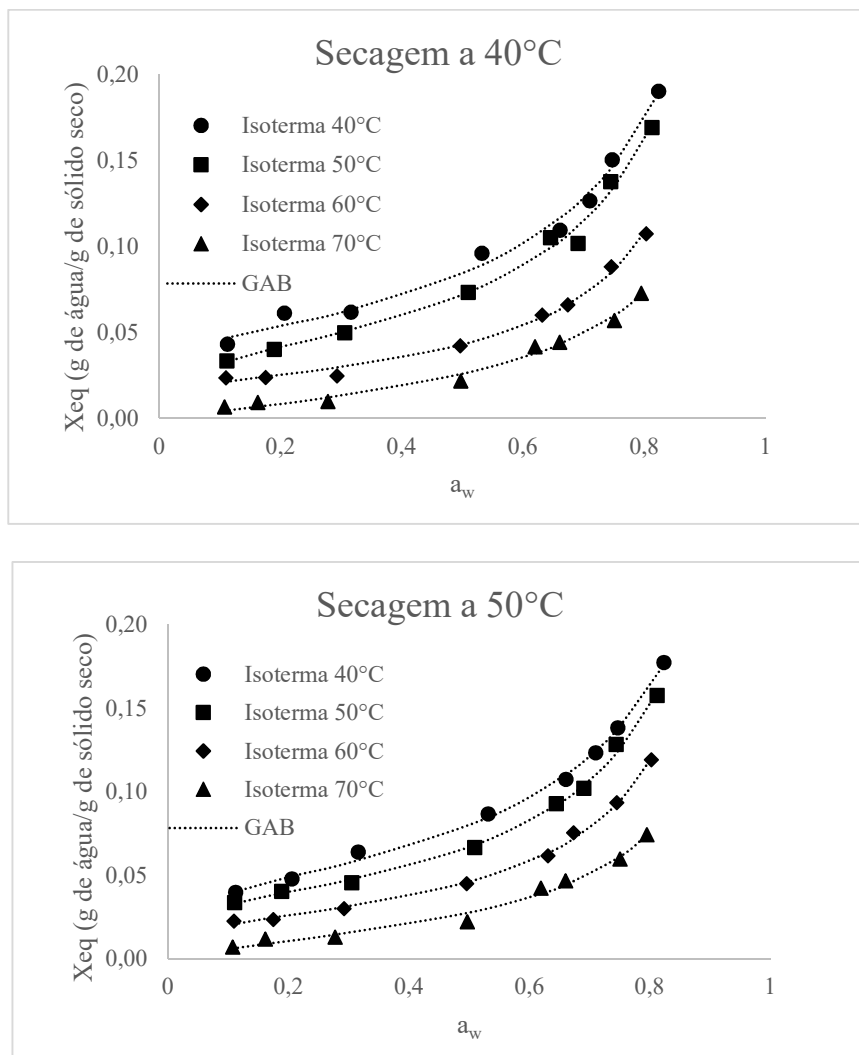 Secagem a 40°C
0,20
0,15
0,10
0,05
0,00
Xeq (g de água/g de sólido seco)
Isoterma 40°C
Isoterma 50°C
Isoterma 60°C
Isoterma 70°C
GAB
0 0,2 0,4 0,6 0,8 1
aw
Secagem a 50°C
0,20
0,15
0,10
0,05
0,00
Xeq (g de água/g de sólido seco)
Isoterma 40°C
Isoterma 50°C
Isoterma 60°C
Isoterma 70°C
GAB
0 0,2 0,4 0,6 0,8 1
aw